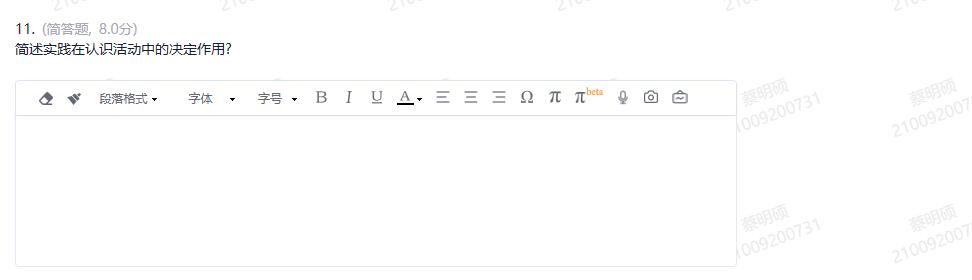 11. (简答题, 8.0分)
简述实践在认识活动中的决定作用?
段落格式 字体 字号 B I U A Ω π πbeta
蔡明硕
21009200731
蔡明硕
21009200731
蔡明硕
21009200731
蔡明硕
21009200731